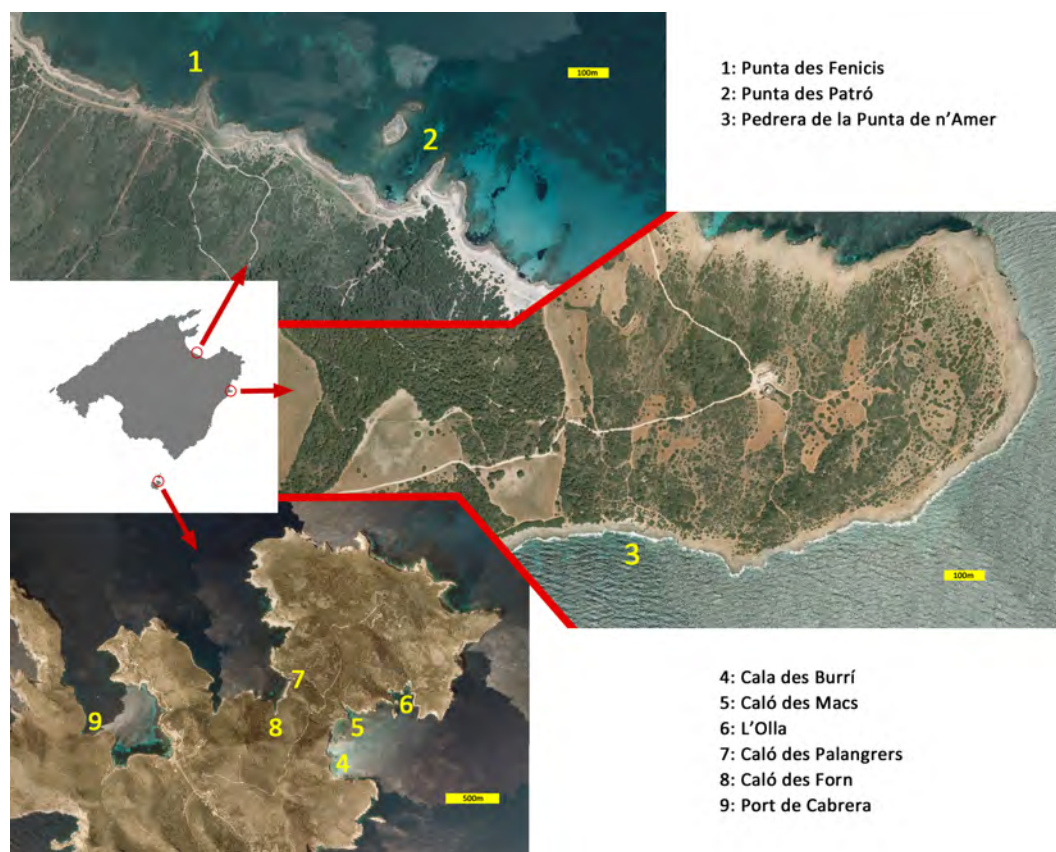 1
2
100m
1: Punta des Fenicis
2: Punta des Patró
3: Pedrera de la Punta de n'Amer
3
100m
7
6
5
8
9
4
500m
4: Cala des Burrí
5: Caló des Macs
6: L'Olla
7: Caló des Palangrers
8: Caló des Forn
9: Port de Cabrera